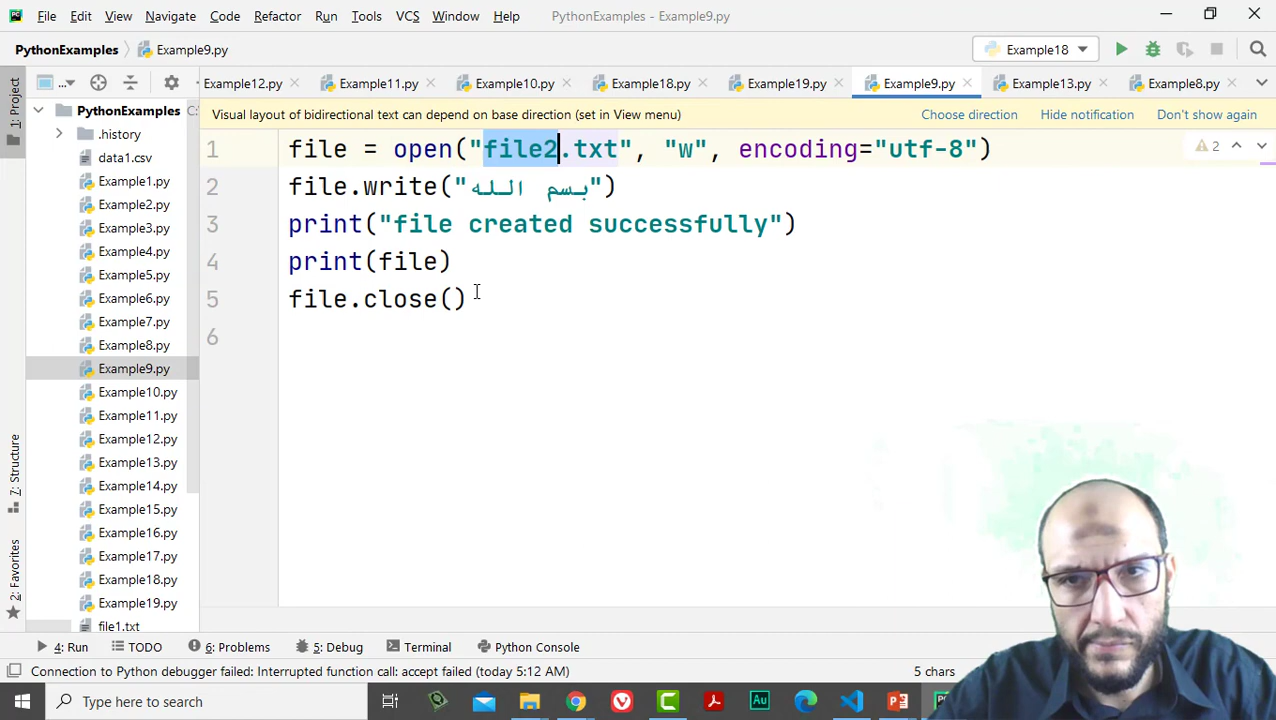 File Edit View Navigate Code Refactor Run Tools VCS Window Help PythonExamples - Example9.py
PythonExamples Example9.py Example18
1: Project
Example12.py Example11.py Example10.py Example18.py Example19.py Example9.py Example13.py Example8.py
PythonExamples C:
Visual layout of bidirectional text can depend on base direction (set in View menu) Choose direction Hide notification Don't show again
.history
data1.csv
Example1.py
Example2.py
Example3.py
Example4.py
Example5.py
Example6.py
Example7.py
Example8.py
Example9.py
Example10.py
Example11.py
Example12.py
Example13.py
Example14.py
Example15.py
Example16.py
Example17.py
Example18.py
Example19.py
file1.txt
1 file = open("file2.txt", "w", encoding="utf-8")
2 file.write("بسم الله")
3 print("file created successfully")
4 print(file)
5 file.close()
6
2
7: Structure
2: Favorites
4: Run TODO 6: Problems 5: Debug Terminal Python Console
Connection to Python debugger failed: Interrupted function call: accept failed (today 5:12 AM) 5 chars
Type here to search